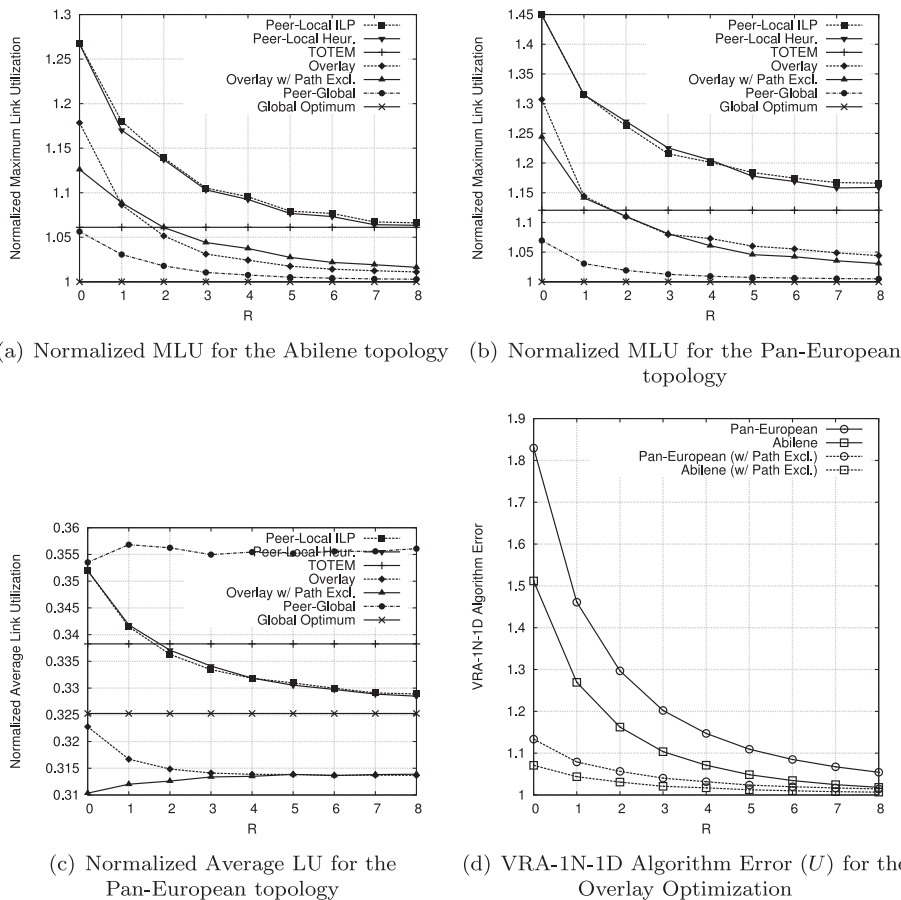 Normalized Maximum Link Utilization
1.3
1.25
1.2
1.15
1.1
1.05
1
0 1 2 3 4 5 6 7 8
R
Peer-Local ILP
Peer-Local Heur.
TOTEM
Overlay
Overlay w/ Path Excl.
Peer-Global
Global Optimum
(a) Normalized MLU for the Abilene topology
Normalized Maximum Link Utilization
1.45
1.4
1.35
1.3
1.25
1.2
1.15
1.1
1.05
1
0 1 2 3 4 5 6 7 8
R
Peer-Local ILP
Peer-Local Heur.
TOTEM
Overlay
Overlay w/ Path Excl.
Peer-Global
Global Optimum
(b) Normalized MLU for the Pan-European
topology
Normalized Average Link Utilization
0.36
0.355
0.35
0.345
0.34
0.335
0.33
0.325
0.32
0.315
0.31
0 1 2 3 4 5 6 7 8
R
Peer-Local ILP
Peer-Local Heur.
TOTEM
Overlay
Overlay w/ Path Excl.
Peer-Global
Global Optimum
(c) Normalized Average LU for the
Pan-European topology
VRA-1N-1D Algorithm Error
1.9
1.8
1.7
1.6
1.5
1.4
1.3
1.2
1.1
1
0 1 2 3 4 5 6 7 8
R
Pan-European
Abilene
Pan-European (w/ Path Excl.)
Abilene (w/ Path Excl.)
(d) VRA-1N-1D Algorithm Error (U) for the
Overlay Optimization